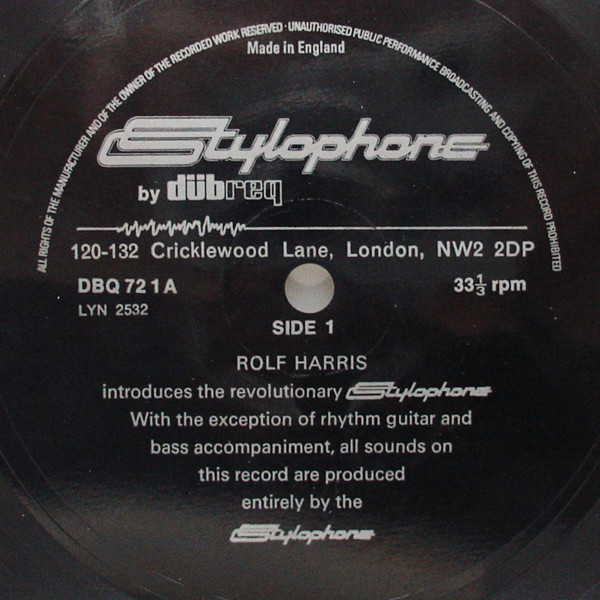 ALL RIGHTS OF THE MANUFACTURER AND OF THE OWNER OF THE RECORDED WORK RESERVED · UNAUTHORISED PUBLIC PERFORMANCE BROADCASTING AND COPYING OF THIS RECORD PROHIBITED
Made in England
Stylophone
by dübreq
120-132 Cricklewood Lane, London, NW2 2DP
DBQ 72 1A
33⅓ rpm
LYN 2532
SIDE 1
ROLF HARRIS
introduces the revolutionary Stylophone
With the exception of rhythm guitar and
bass accompaniment, all sounds on
this record are produced
entirely by the
Stylophone